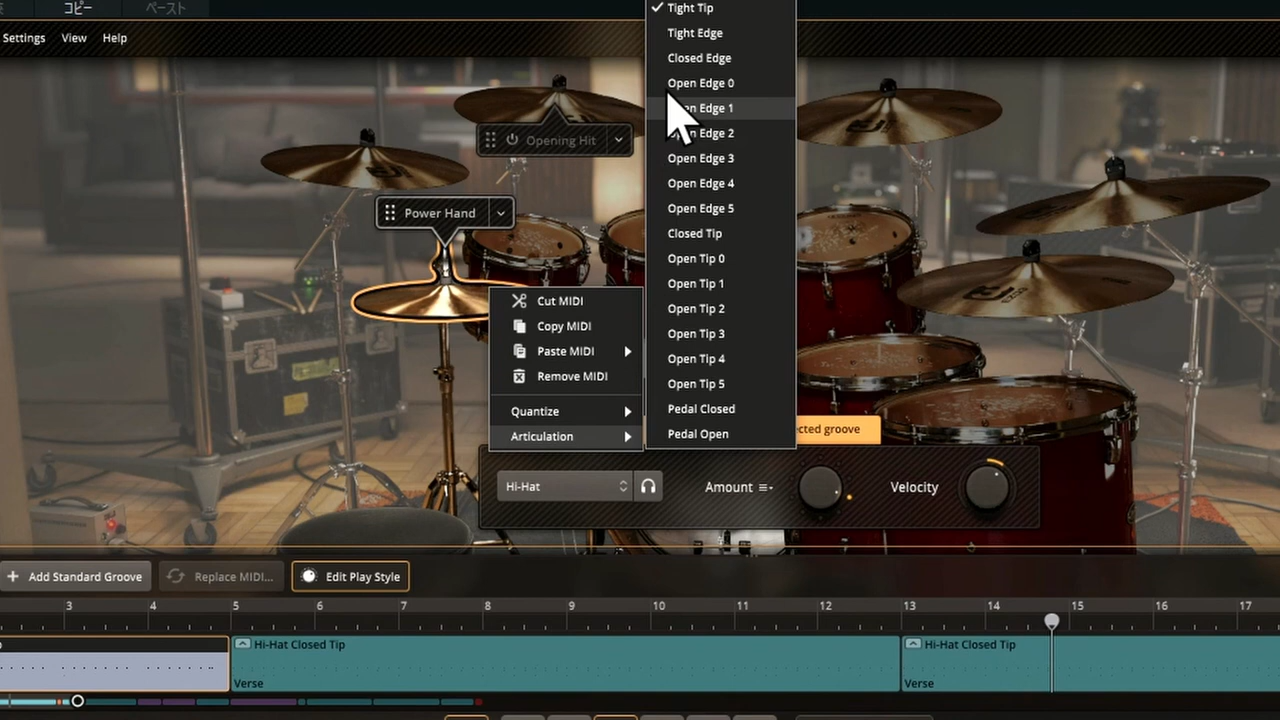 コピー
ペースト
Settings
View
Help
Tight Tip
Tight Edge
Closed Edge
Open Edge 0
Edge 1
Edge 2
Open Edge 3
Open Edge 4
Open Edge 5
Closed Tip
Open Tip 0
Open Tip 1
Open Tip 2
Open Tip 3
Open Tip 4
Open Tip 5
Pedal Closed
Pedal Open
Opening Hit
Power Hand
Cut MIDI
Copy MIDI
Paste MIDI
Remove MIDI
Quantize
Articulation
groove
Hi-Hat
Amount
Velocity
Add Standard Groove
Replace MIDI...
Edit Play Style
3 4 5 6 7 8 9 10 11 12 13 14 15 16 17
Hi-Hat Closed Tip
Verse
Hi-Hat Closed Tip
Verse